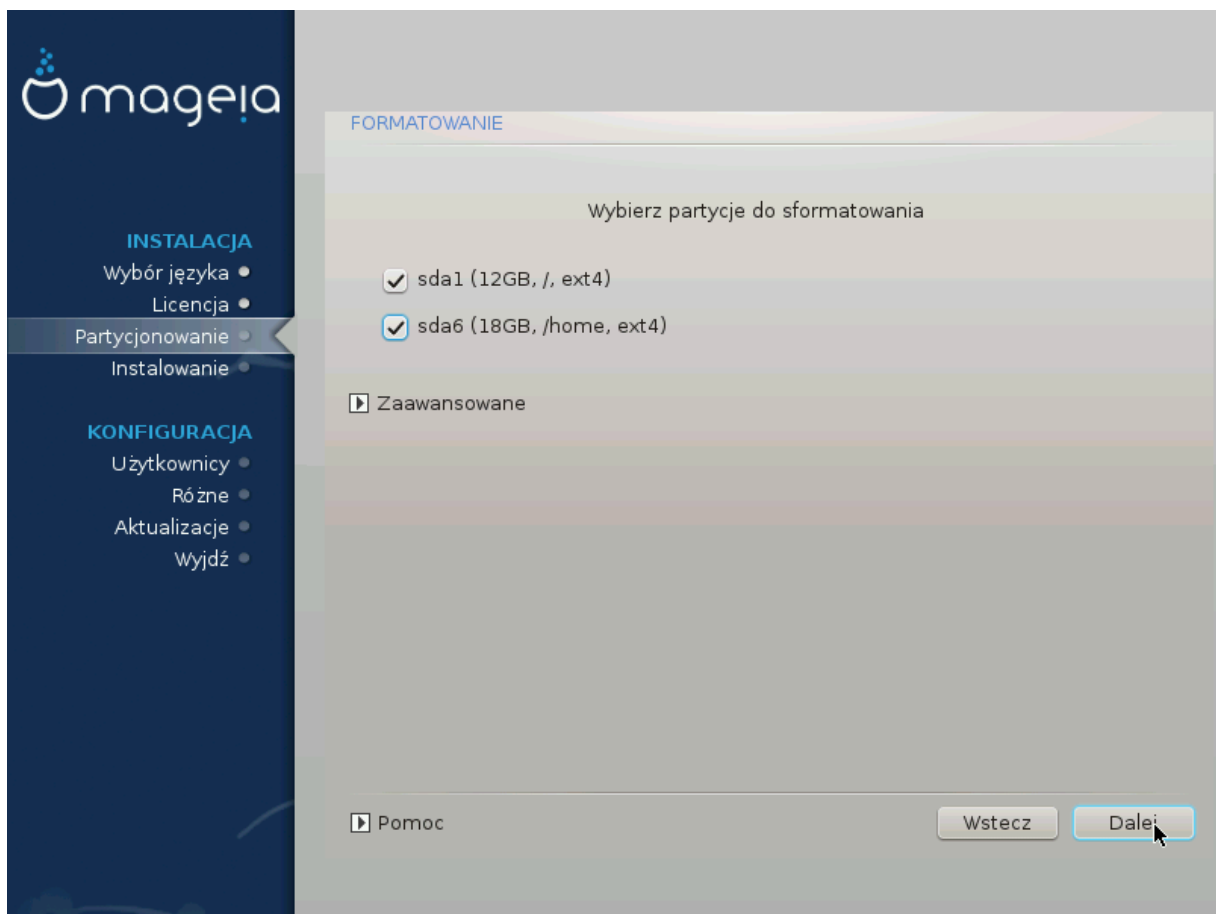 mageia
INSTALACJA
Wybór języka
Licencja
Partycjonowanie
Instalowanie
KONFIGURACJA
Użytkownicy
Różne
Aktualizacje
Wyjdź
FORMATOWANIE
Wybierz partycje do sformatowania
sda1 (12GB, /, ext4)
sda6 (18GB, /home, ext4)
Zaawansowane
Pomoc
Wstecz
Dalej